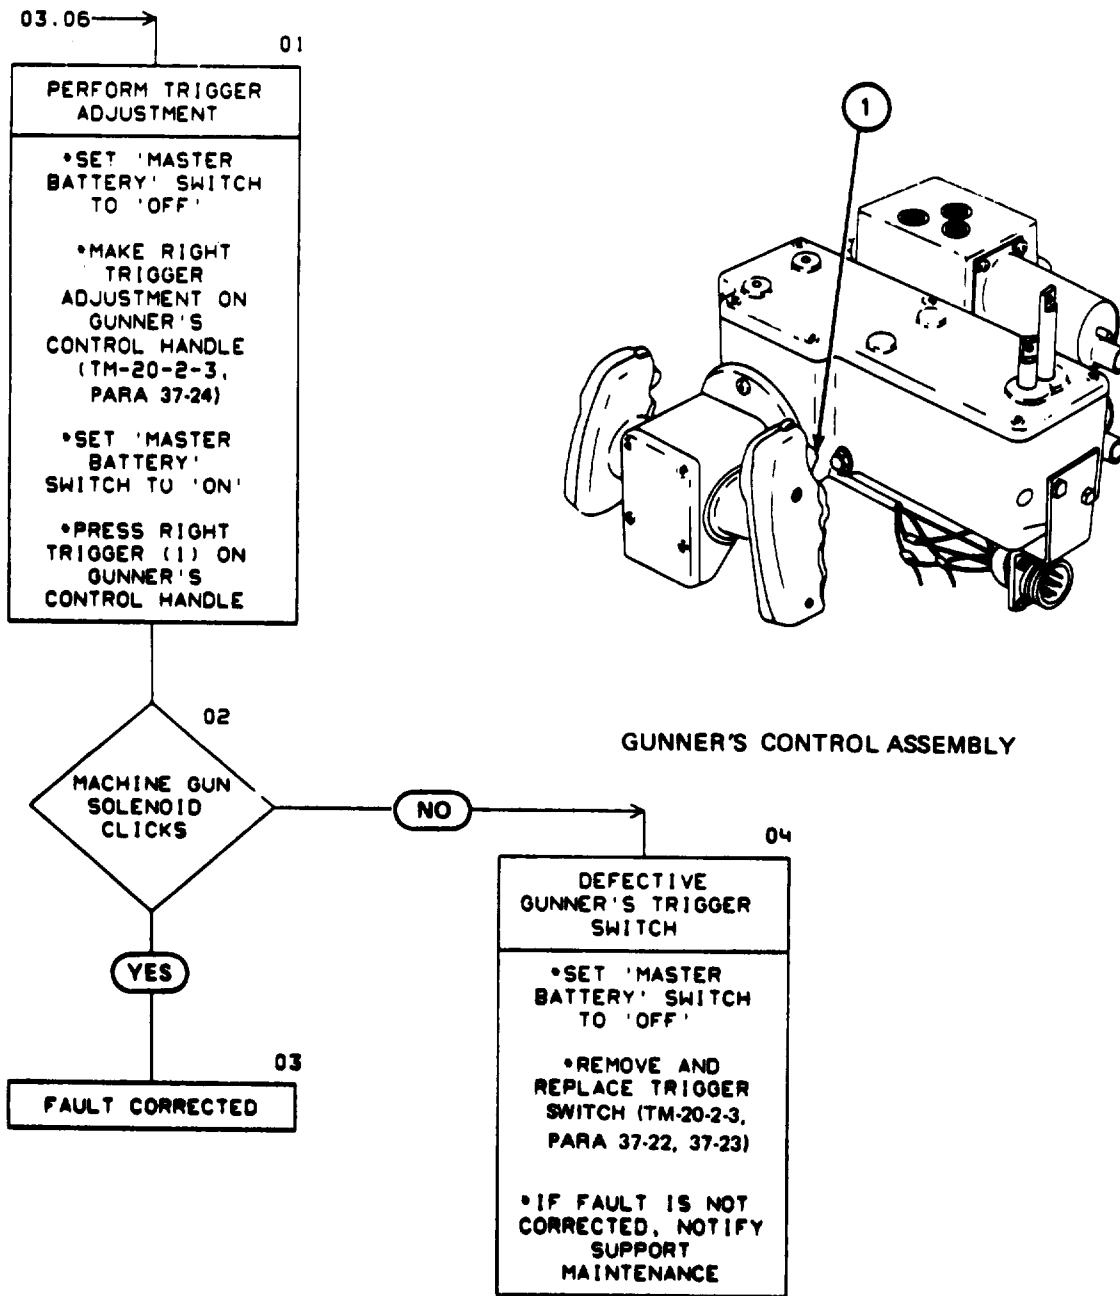 03.06
01
PERFORM TRIGGER
ADJUSTMENT
*SET 'MASTER
BATTERY' SWITCH
TO 'OFF'
*MAKE RIGHT
TRIGGER
ADJUSTMENT ON
GUNNER'S
CONTROL HANDLE
(TM-20-2-3,
PARA 37-24)
*SET 'MASTER
BATTERY'
SWITCH TO 'ON'
*PRESS RIGHT
TRIGGER (1) ON
GUNNER'S
CONTROL HANDLE
1
GUNNER'S CONTROL ASSEMBLY
02
MACHINE GUN
SOLENOID
CLICKS
NO
YES
03
FAULT CORRECTED
04
DEFECTIVE
GUNNER'S TRIGGER
SWITCH
*SET 'MASTER
BATTERY' SWITCH
TO 'OFF'
*REMOVE AND
REPLACE TRIGGER
SWITCH (TM-20-2-3,
PARA 37-22, 37-23)
*IF FAULT IS NOT
CORRECTED, NOTIFY
SUPPORT
MAINTENANCE